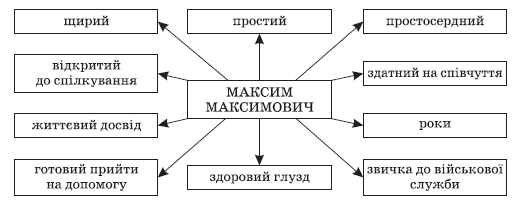 щирий
простий
простосердний
відкритий
до спілкування
здатний на співчуття
МАКСИМ
МАКСИМОВИЧ
життєвий досвід
роки
готовий прийти
на допомогу
здоровий глузд
звичка до військової
служби